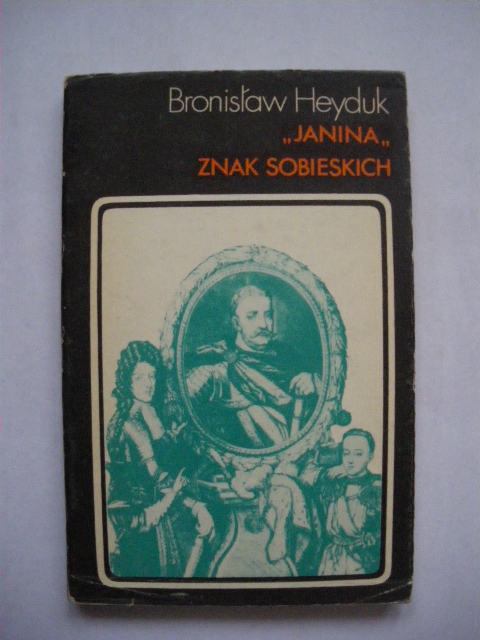 Bronisław Heyduk
„JANINA„
ZNAK SOBIESKICH